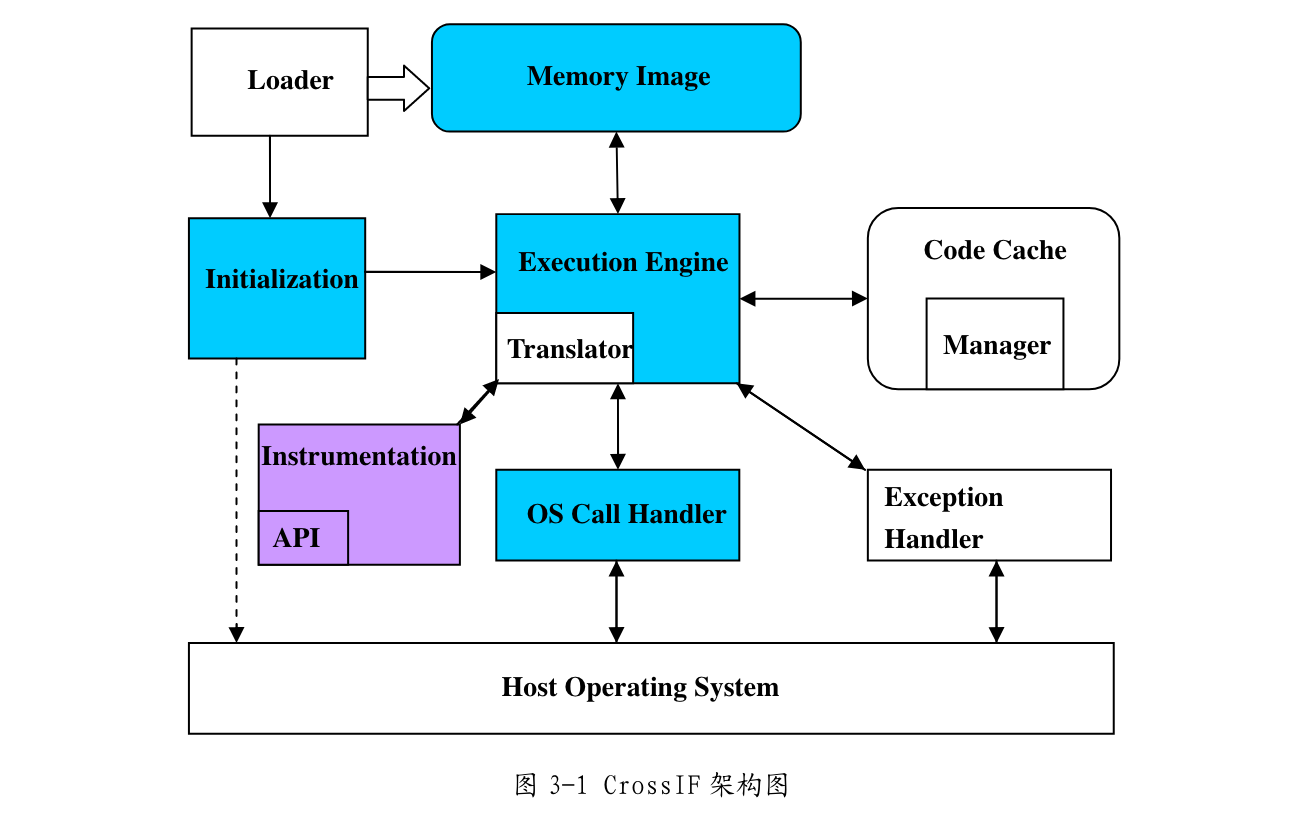 Loader
Memory Image
Initialization
Execution Engine
Code Cache
Translator
Manager
Instrumentation
API
OS Call Handler
Exception
Handler
Host Operating System
图 3-1 CrossIF 架构图